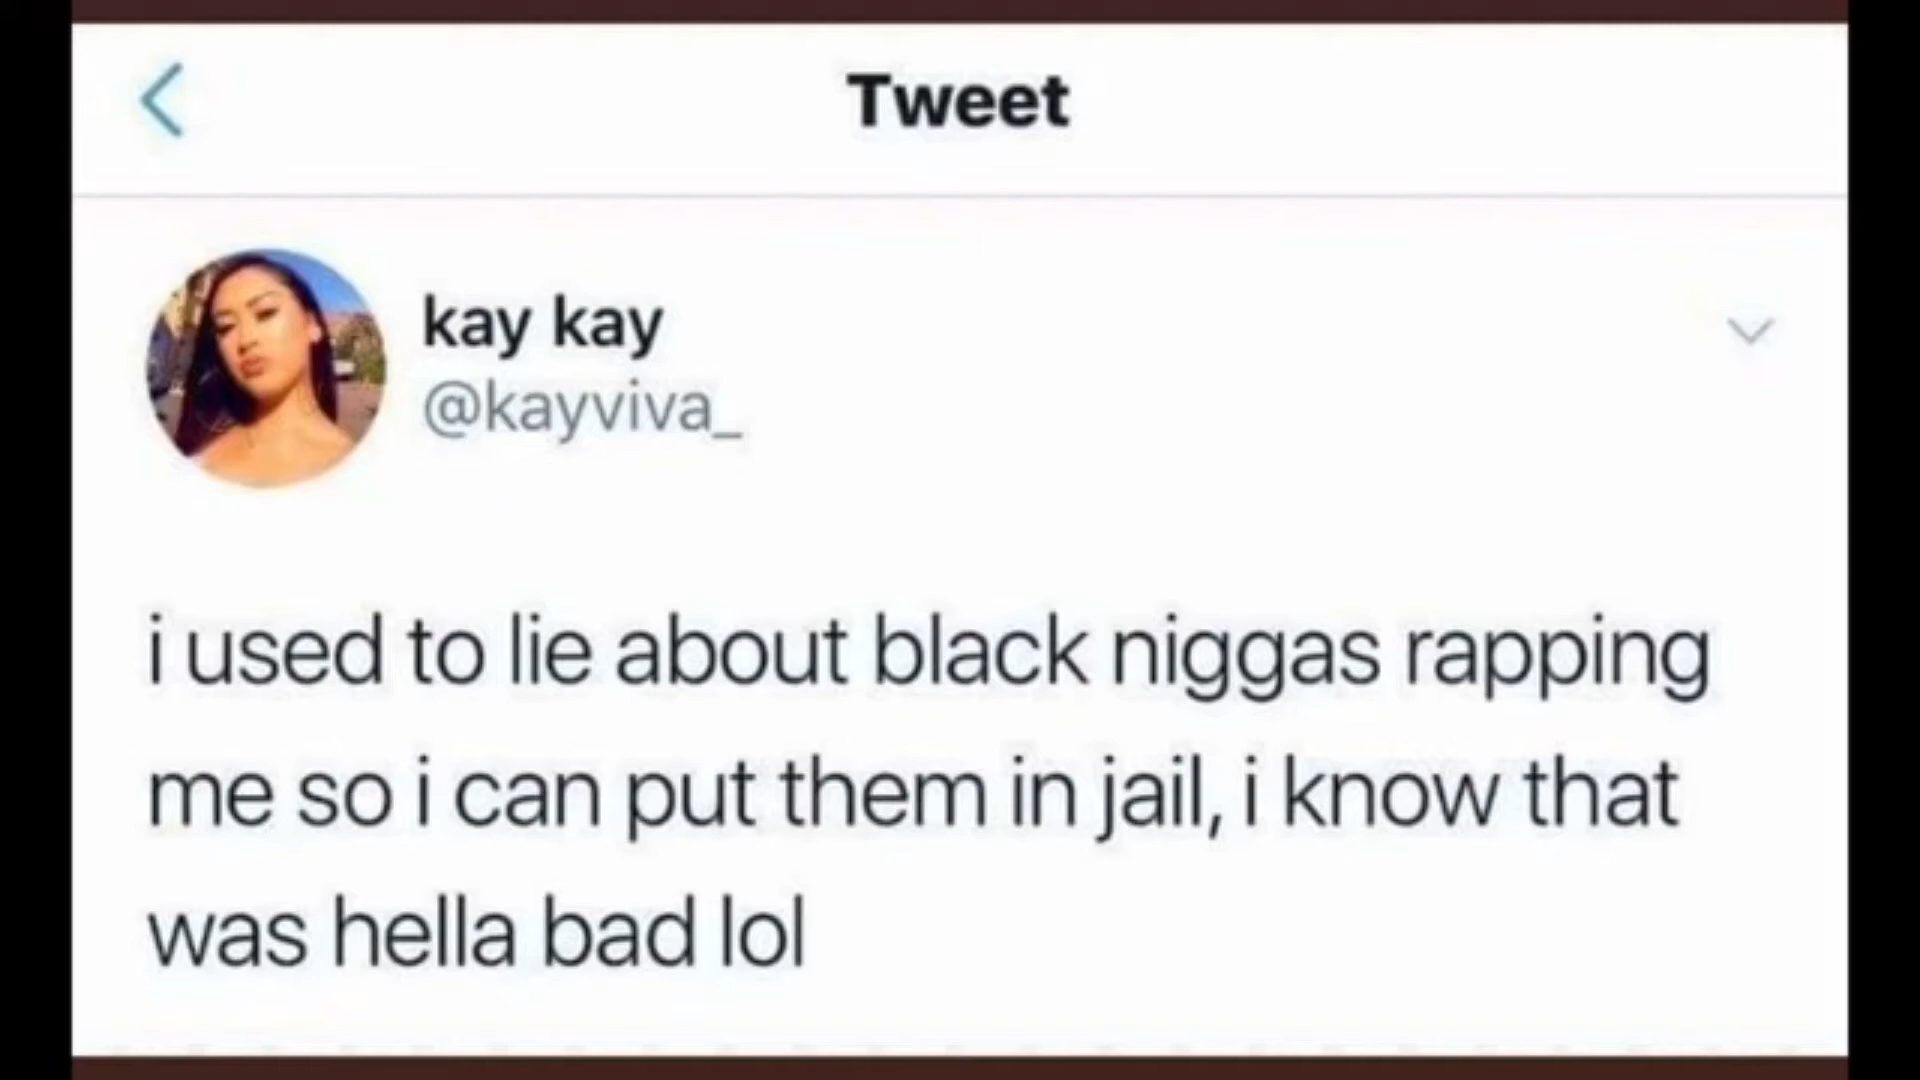 Tweet
kay kay
@kayviva_
i used to lie about black niggas rapping
me so i can put them in jail, i know that
was hella bad lol